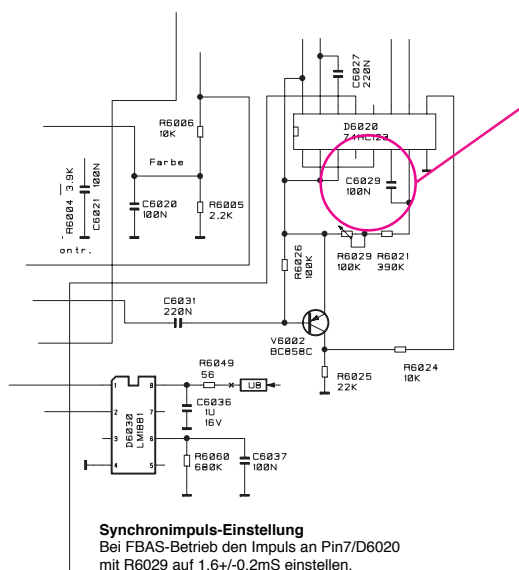 C6027
220N
R6006
10K
D6020
74HC123
Farbe
R6004 3.9K
C6021 100N
C6029
100N
C6020
100N
R6005
2.2K
ontr.
R6026
100K
R6029
100K
R6021
390K
C6031
220N
V6002
BC858C
R6049
56
U8
R6025
22K
R6024
10K
1
2
3
4
8
7
6
5
D6030
LM1881
C6036
1U
16V
R6060
680K
C6037
100N
Synchronimpuls-Einstellung
Bei FBAS-Betrieb den Impuls an Pin7/D6020
mit R6029 auf 1,6+/-0,2mS einstellen.